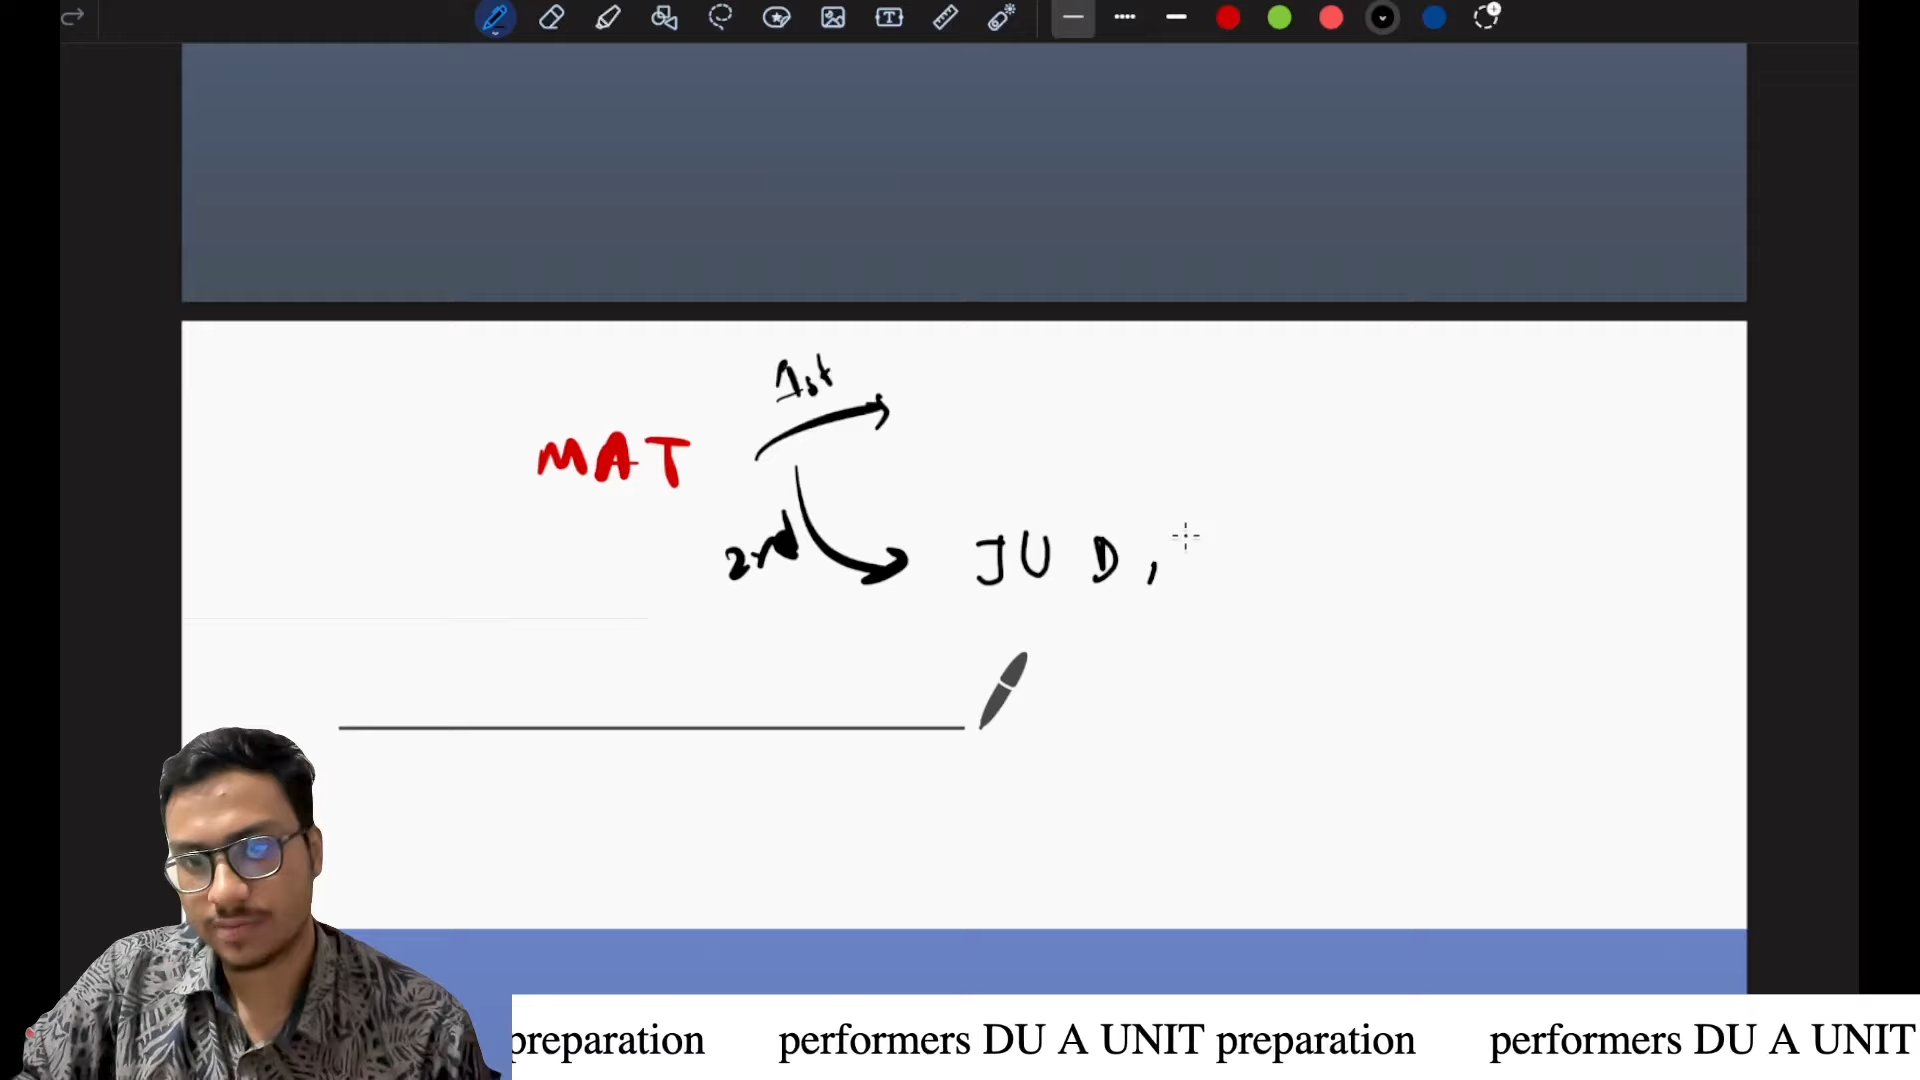 1st
MAT
2nd
JU D,
preparation performers DU A UNIT preparation performers DU A UNIT